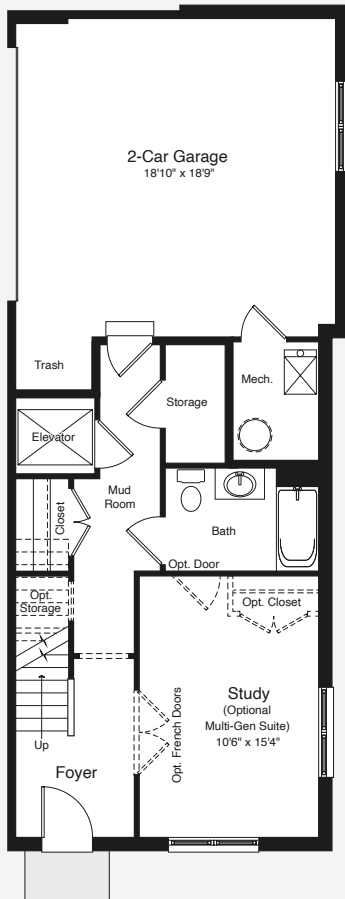 2-Car Garage
18'10" x 18'9"
Trash
Mech.
Storage
Elevator
Mud
Room
Closet
Bath
Opt. Door
Opt.
Storage
Opt. Closet
Study
(Optional
Multi-Gen Suite)
10'6" x 15'4"
Opt. French Doors
Up
Foyer